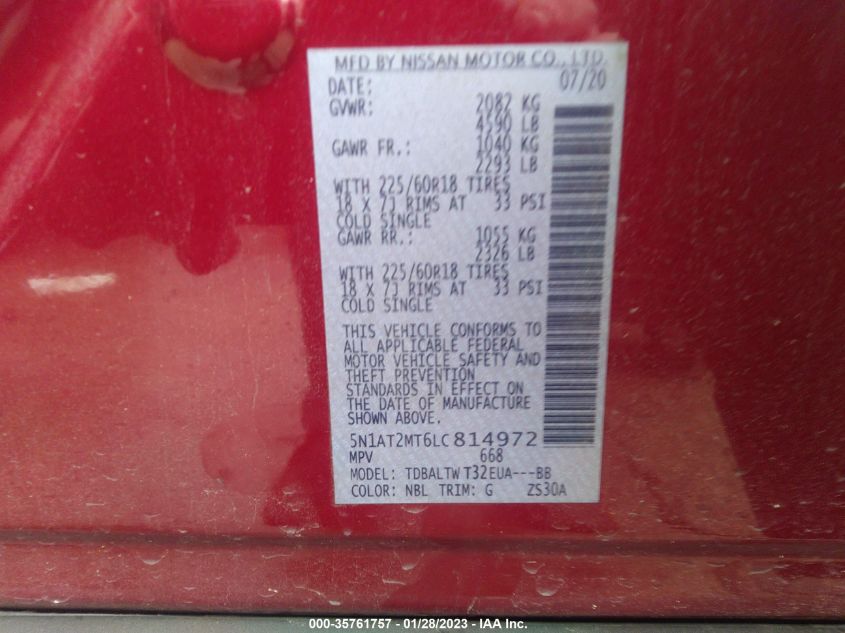 MFD BY NISSAN MOTOR CO., LTD.
DATE: 07/20
GVWR: 2082 KG
4590 LB
GAWR FR.: 1040 KG
2293 LB
WITH 225/60R18 TIRES
18 X 7J RIMS AT 33 PSI
COLD SINGLE
GAWR RR.: 1055 KG
2326 LB
WITH 225/60R18 TIRES
18 X 7J RIMS AT 33 PSI
COLD SINGLE
THIS VEHICLE CONFORMS TO
ALL APPLICABLE FEDERAL
MOTOR VEHICLE SAFETY AND
THEFT PREVENTION
STANDARDS IN EFFECT ON
THE DATE OF MANUFACTURE
SHOWN ABOVE.
5N1AT2MT6LC814972
MPV 668
MODEL: TDBALTW T32EUA---BB
COLOR: NBL TRIM: G ZS30A
000-35761757 - 01/28/2023 - IAA Inc.